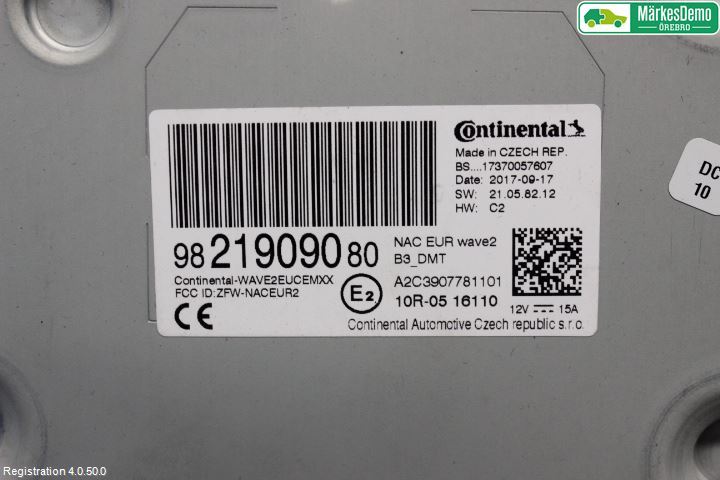 MärkesDemo
ÖREBRO
Continental
Made in CZECH REP.
BS....17370057607
Date: 2017-09-17
SW: 21.05.82.12
HW: C2
DC
10
98 219090 80
NAC EUR wave2
B3_DMT
Continental-WAVE2EUCEMXX
FCC ID:ZFW-NACEUR2
E2
A2C3907781101
10R-05 16110
12V 15A
CE
Continental Automotive Czech republic s.r.o.
Registration 4.0.50.0